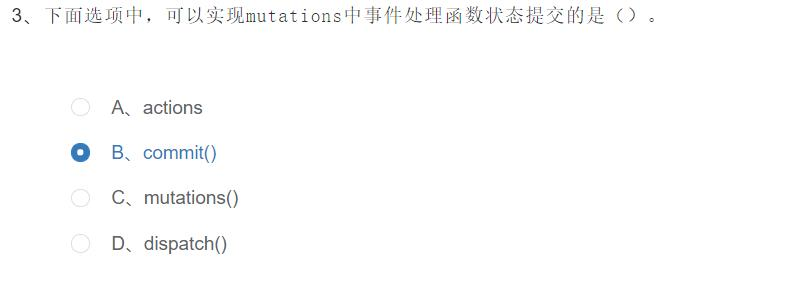 3、下面选项中，可以实现mutations中事件处理函数状态提交的是（）。
A、actions
B、commit()
C、mutations()
D、dispatch()